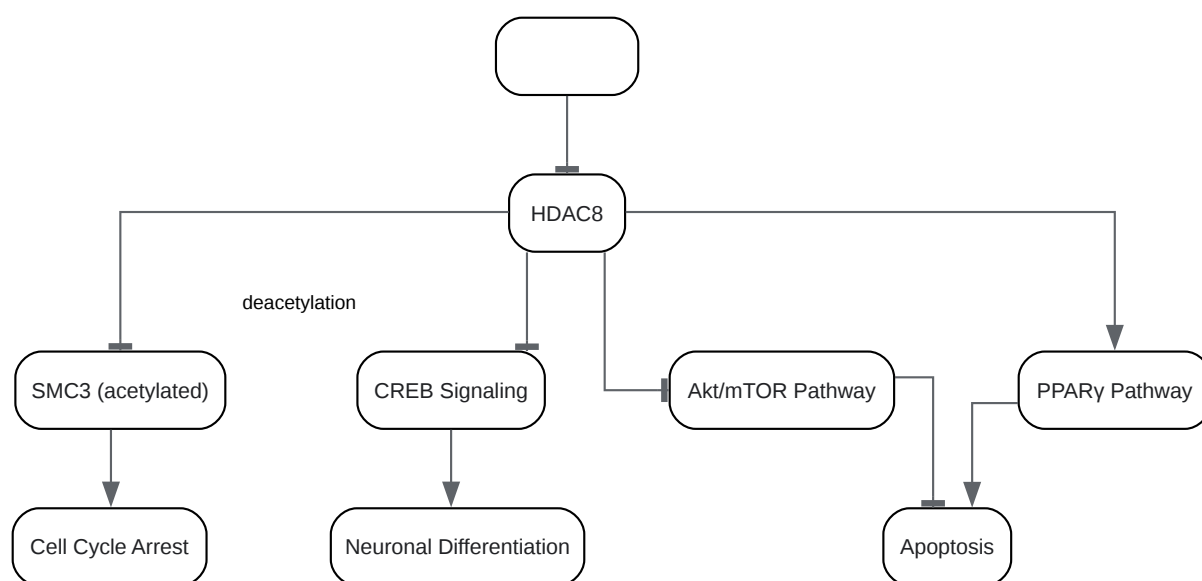 HDAC8
deacetylation
SMC3 (acetylated)
CREB Signaling
Akt/mTOR Pathway
PPARγ Pathway
Cell Cycle Arrest
Neuronal Differentiation
Apoptosis